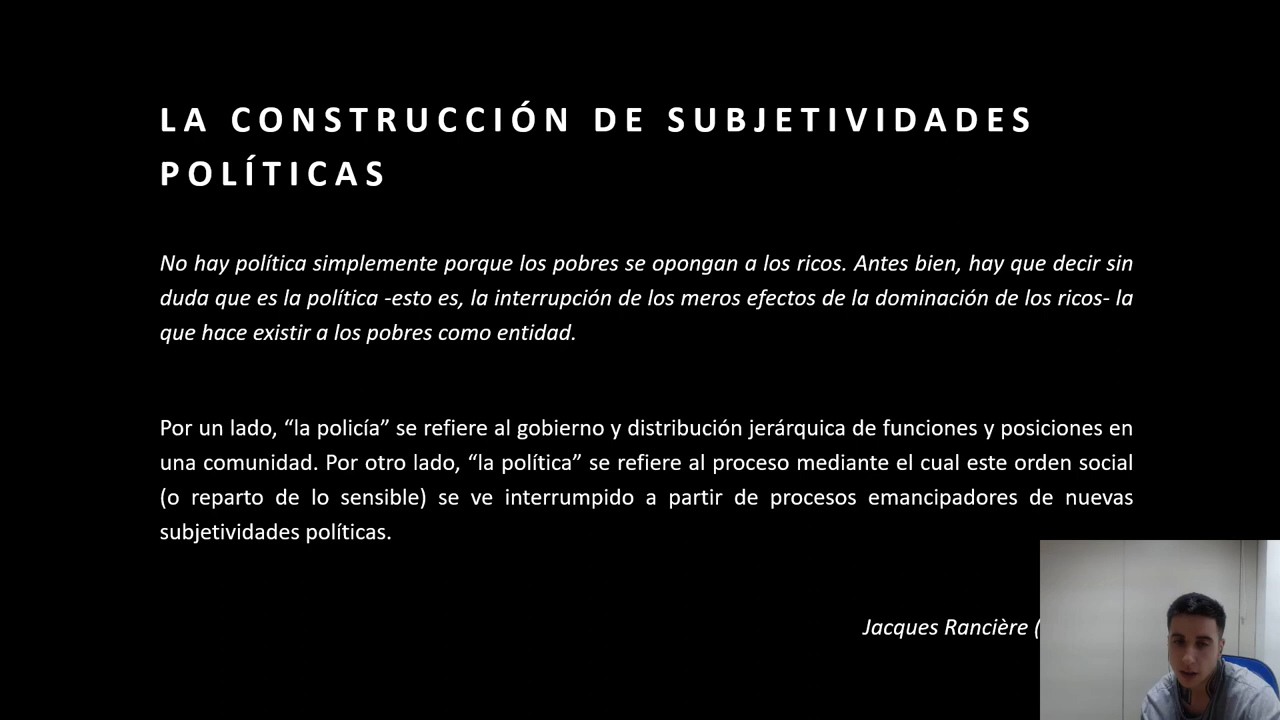 LA CONSTRUCCIÓN DE SUBJETIVIDADES
POLÍTICAS
No hay política simplemente porque los pobres se opongan a los ricos. Antes bien, hay que decir sin
duda que es la política -esto es, la interrupción de los meros efectos de la dominación de los ricos- la
que hace existir a los pobres como entidad.
Por un lado, “la policía” se refiere al gobierno y distribución jerárquica de funciones y posiciones en
una comunidad. Por otro lado, “la política” se refiere al proceso mediante el cual este orden social
(o reparto de lo sensible) se ve interrumpido a partir de procesos emancipadores de nuevas
subjetividades políticas.
Jacques Rancière (